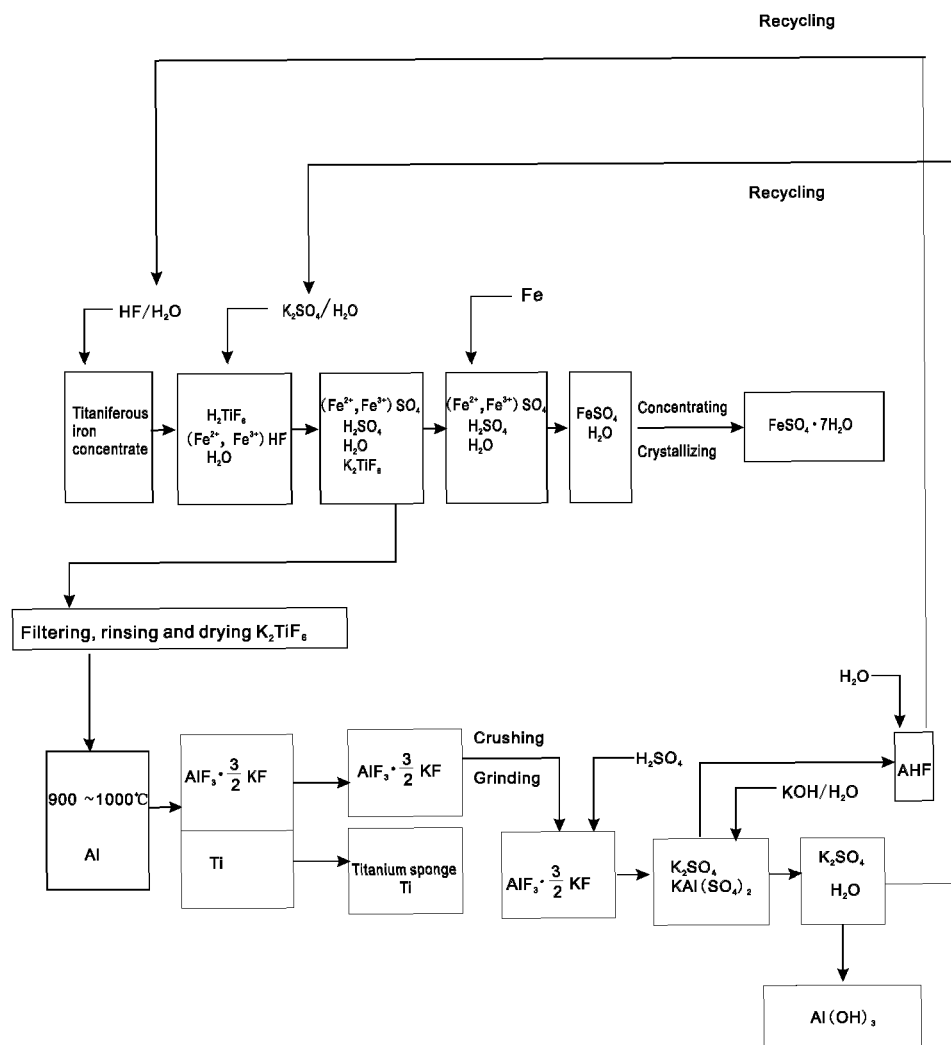 Recycling
Recycling
HF/H₂O
K₂SO₄/H₂O
Fe
Titaniferous
iron
concentrate
H₂TiF₆
(Fe²⁺, Fe³⁺) HF
H₂O
(Fe²⁺, Fe³⁺) SO₄
H₂SO₄
H₂O
K₂TiF₆
(Fe²⁺, Fe³⁺) SO₄
H₂SO₄
H₂O
FeSO₄
H₂O
Concentrating
Crystallizing
FeSO₄·7H₂O
Filtering, rinsing and drying K₂TiF₆
900 ~1000℃
Al
AlF₃·3/2 KF
Ti
AlF₃·3/2 KF
Titanium sponge
Ti
Crushing
Grinding
H₂SO₄
AlF₃·3/2 KF
K₂SO₄
KAl(SO₄)₂
KOH/H₂O
H₂O
AHF
K₂SO₄
H₂O
Al(OH)₃